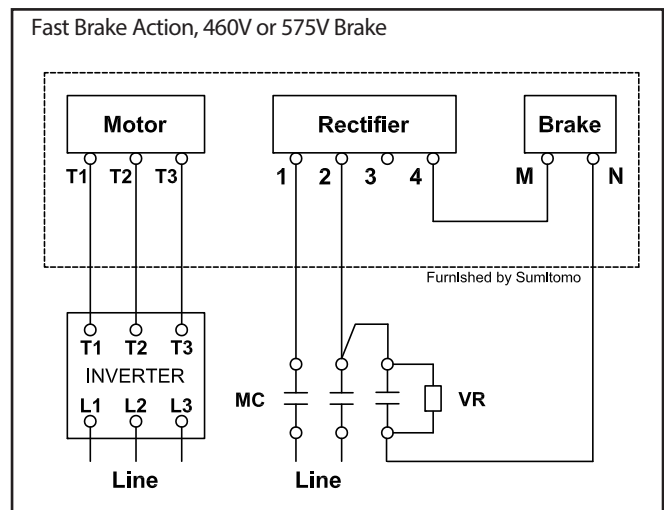 Fast Brake Action, 460V or 575V Brake
Motor
Rectifier
Brake
T1 T2 T3
1 2 3 4
M N
Furnished by Sumitomo
T1 T2 T3
INVERTER
L1 L2 L3
MC
VR
Line
Line